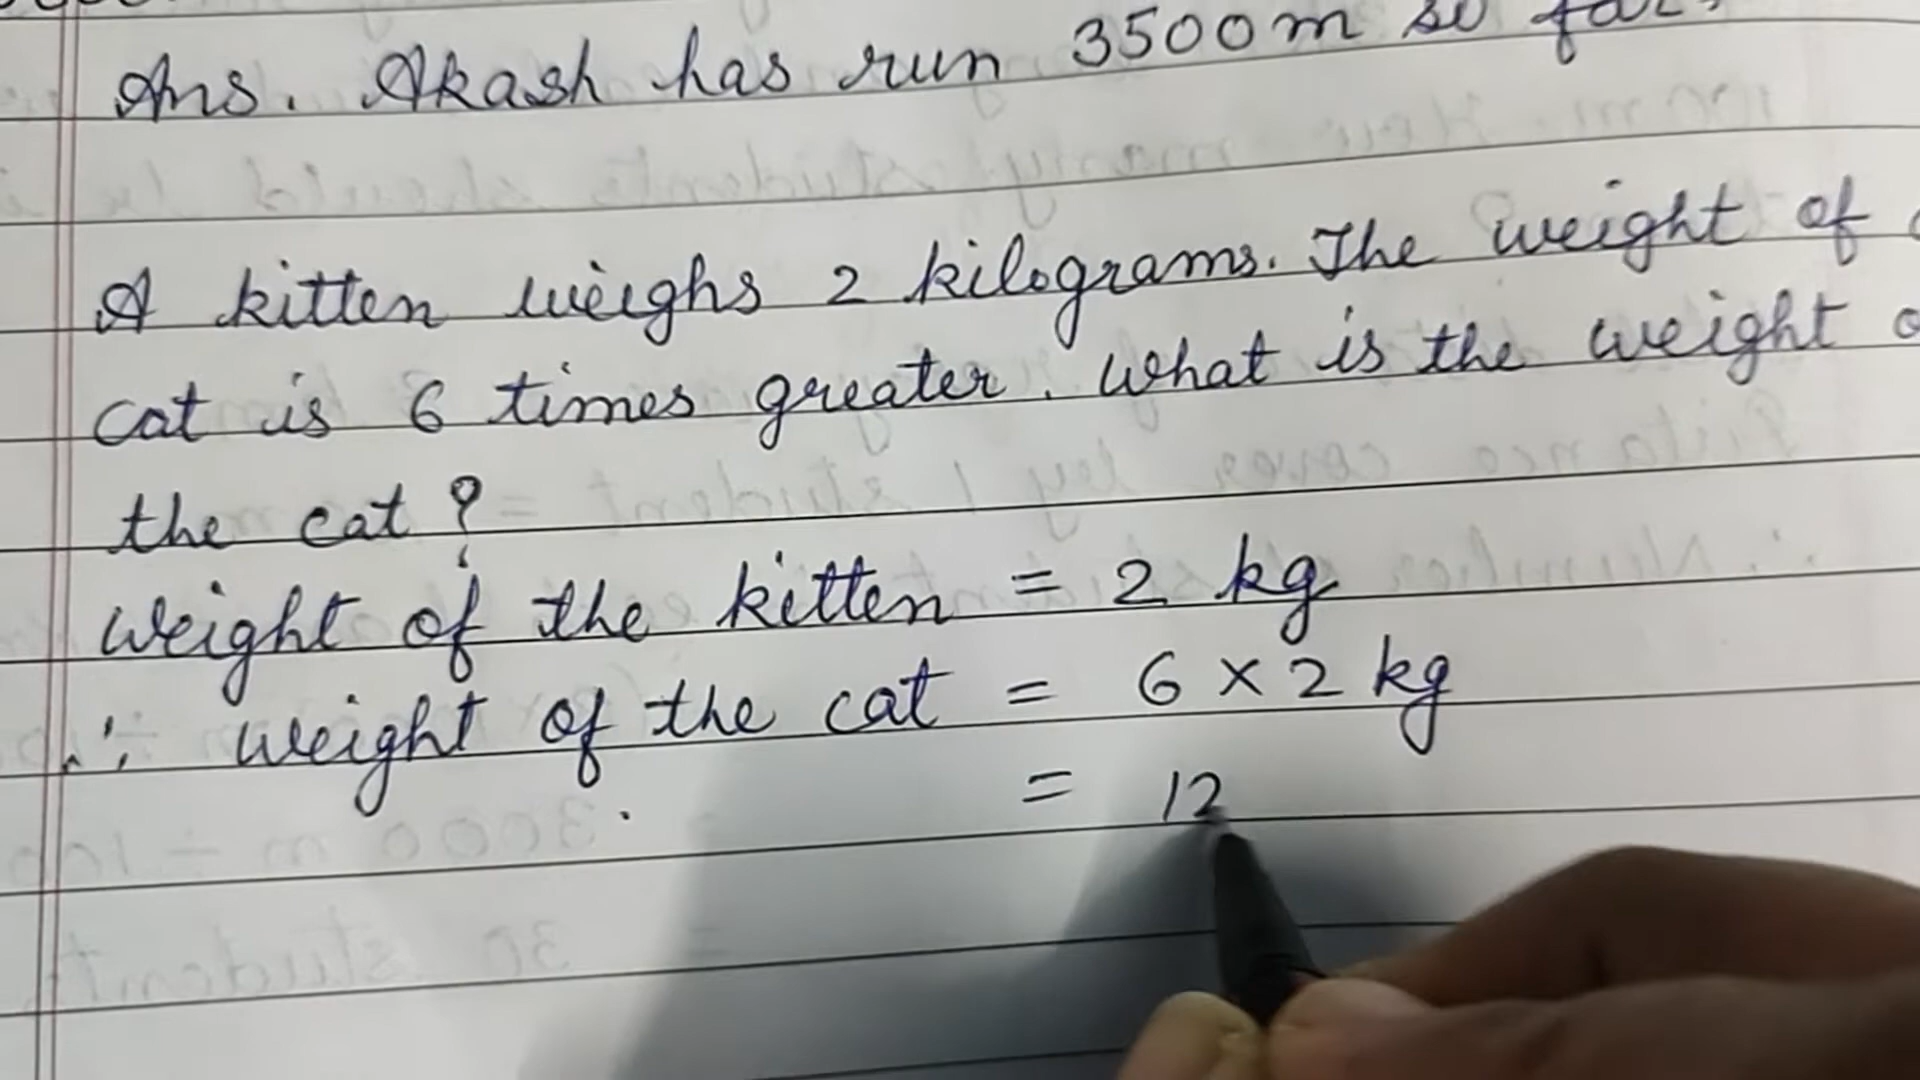 Ans. Akash has run 3500m so far.
A kitten weighs 2 kilograms. The weight of
cat is 6 times greater. What is the weight
the cat?
Weight of the kitten = 2 kg
∴ Weight of the cat = 6 × 2 kg
= 12